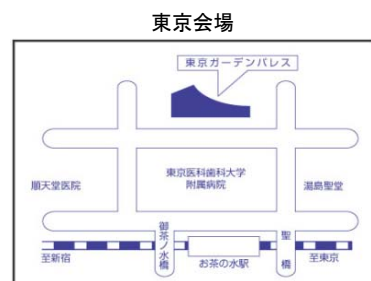 東京会場
東京ガーデンパレス
順天堂医院
東京医科歯科大学
附属病院
湯島聖堂
御茶ノ水橋
聖橋
至新宿
お茶の水駅
至東京